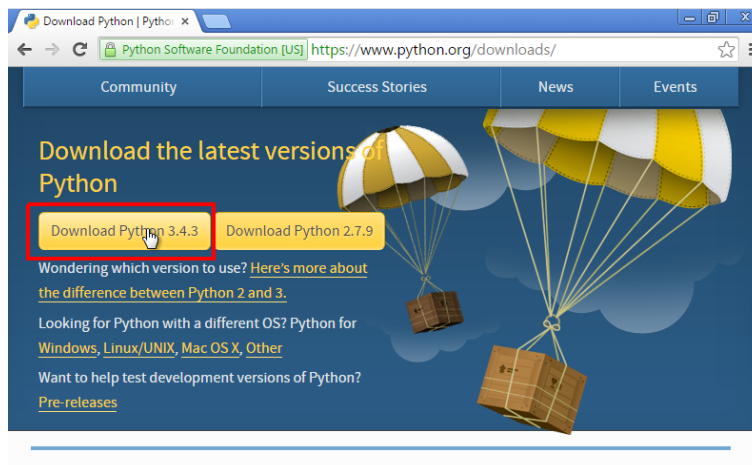 Download Python | Python
Python Software Foundation [US] https://www.python.org/downloads/
Community Success Stories News Events
Download the latest versions of
Python
Download Python 3.4.3 Download Python 2.7.9
Wondering which version to use? Here's more about
the difference between Python 2 and 3.
Looking for Python with a different OS? Python for
Windows, Linux/UNIX, Mac OS X, Other
Want to help test development versions of Python?
Pre-releases